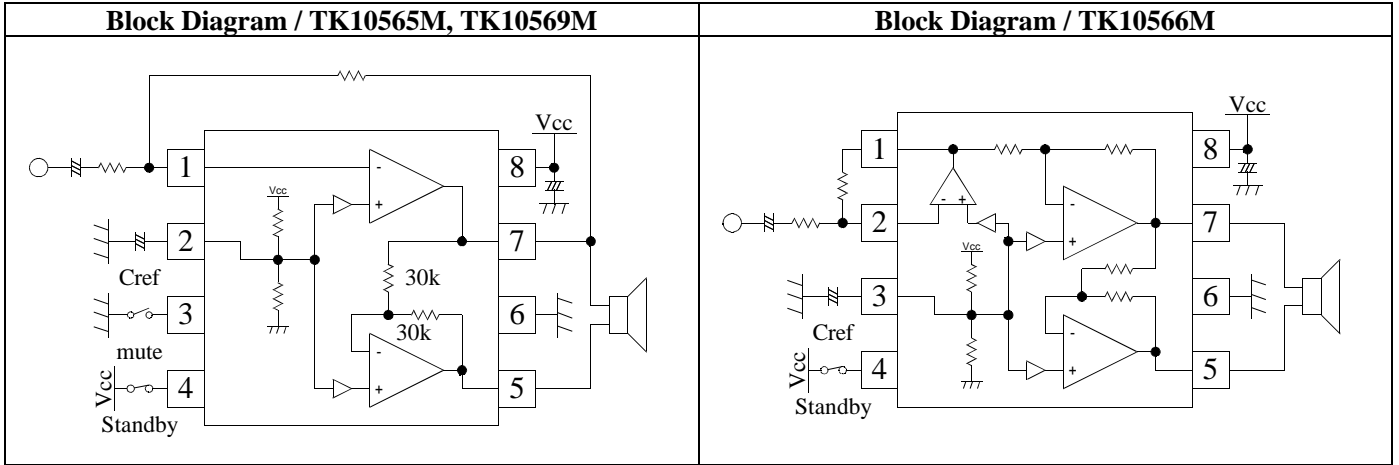 Block Diagram / TK10565M, TK10569M
Block Diagram / TK10566M
Vcc
1
8
-
+
Vcc
2
7
Cref
30k
3
6
30k
mute
-
+
Vcc
4
5
Standby
Vcc
1
8
- +
-
2
7
+
Vcc
3
6
Cref
-
+
Vcc
4
5
Standby